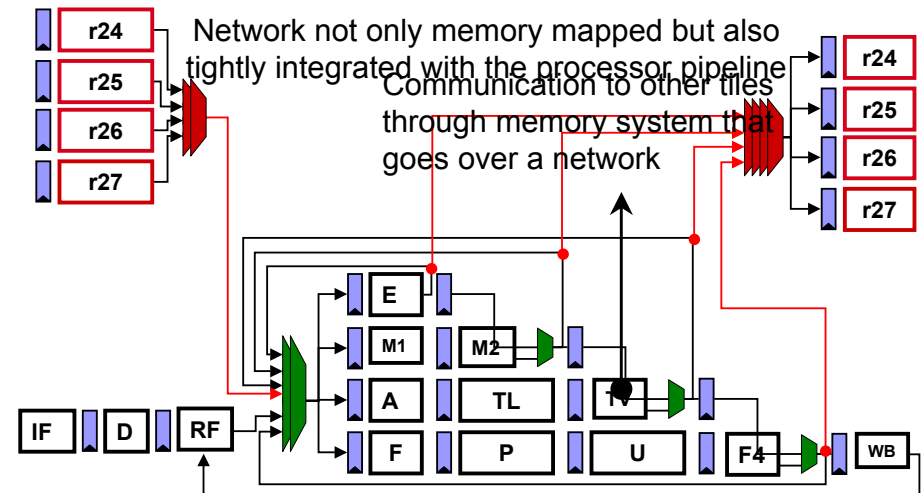 Network not only memory mapped but also
tightly integrated with the processor pipeline
Communication to other tiles
through memory system that
goes over a network
r24
r25
r26
r27
r24
r25
r26
r27
E
M1
M2
A
TL
TV
IF
D
RF
F
P
U
F4
WB